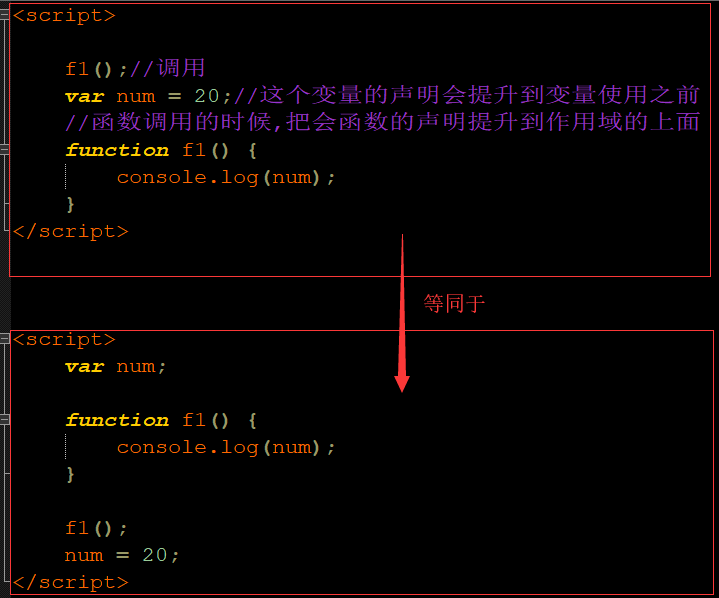 <script>
f1();//调用
var num = 20;//这个变量的声明会提升到变量使用之前
//函数调用的时候,把会函数的声明提升到作用域的上面
function f1() {
console.log(num);
}
</script>
等同于
<script>
var num;
function f1() {
console.log(num);
}
f1();
num = 20;
</script>